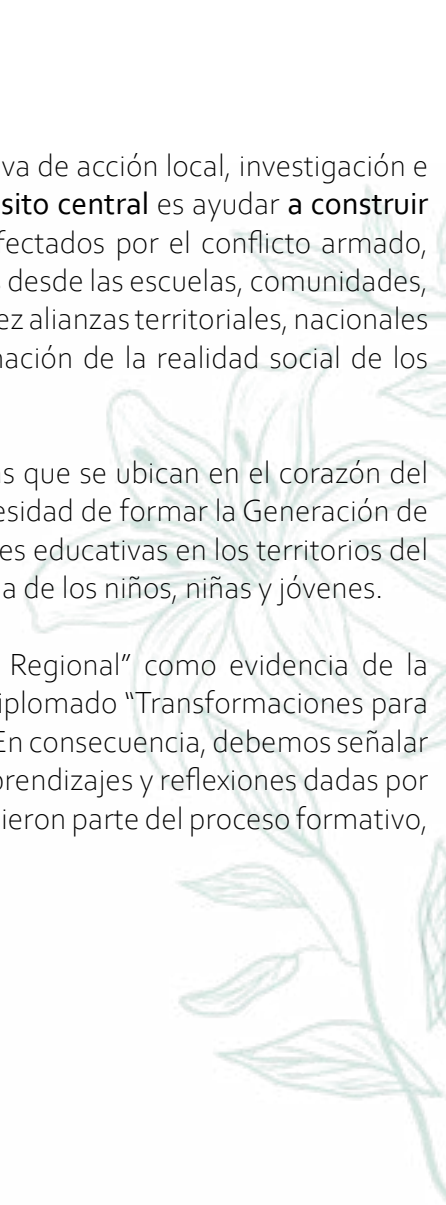 va de acción local, investigación e
sito central es ayudar a construir
fectados por el conflicto armado,
desde las escuelas, comunidades,
ez alianzas territoriales, nacionales
nación de la realidad social de los
s que se ubican en el corazón del
esidad de formar la Generación de
es educativas en los territorios del
a de los niños, niñas y jóvenes.
Regional” como evidencia de la
iplomado “Transformaciones para
En consecuencia, debemos señalar
prendizajes y reflexiones dadas por
ieron parte del proceso formativo,